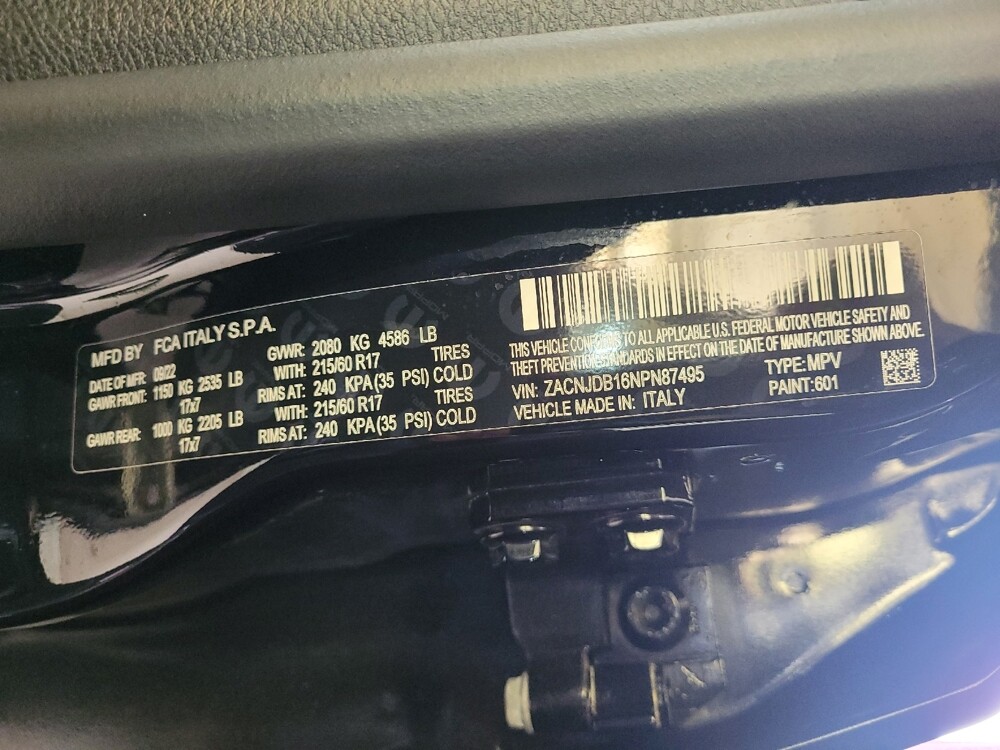 MFD BY FCA ITALY S.P.A.
DATE OF MFR: 09/22 GVWR: 2080 KG 4586 LB
GAWR FRONT: 1150 KG 2535 LB WITH: 215/60 R17 TIRES
17x7 RIMS AT: 240 KPA(35 PSI) COLD
GAWR REAR: 1000 KG 2205 LB WITH: 215/60 R17 TIRES
17x7 RIMS AT: 240 KPA(35 PSI) COLD
THIS VEHICLE CONFORMS TO ALL APPLICABLE U.S. FEDERAL MOTOR VEHICLE SAFETY AND
THEFT PREVENTION STANDARDS IN EFFECT ON THE DATE OF MANUFACTURE SHOWN ABOVE.
VIN: ZACNJDB16NPN87495 TYPE: MPV
VEHICLE MADE IN: ITALY PAINT: 601